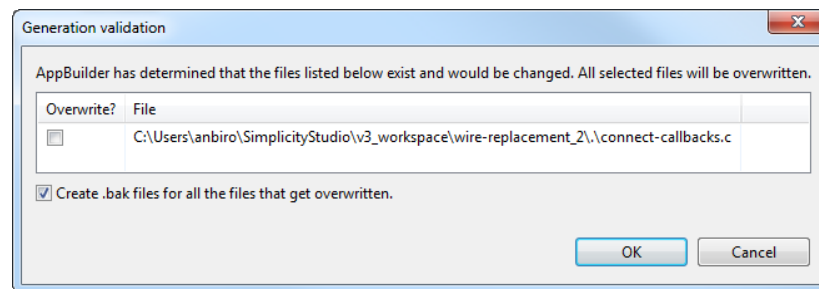 Generation validation
AppBuilder has determined that the files listed below exist and would be changed. All selected files will be overwritten.
Overwrite? File
C:\Users\anbiro\SimplicityStudio\v3_workspace\wire-replacement_2\.\connect-callbacks.c
Create .bak files for all the files that get overwritten.
OK Cancel